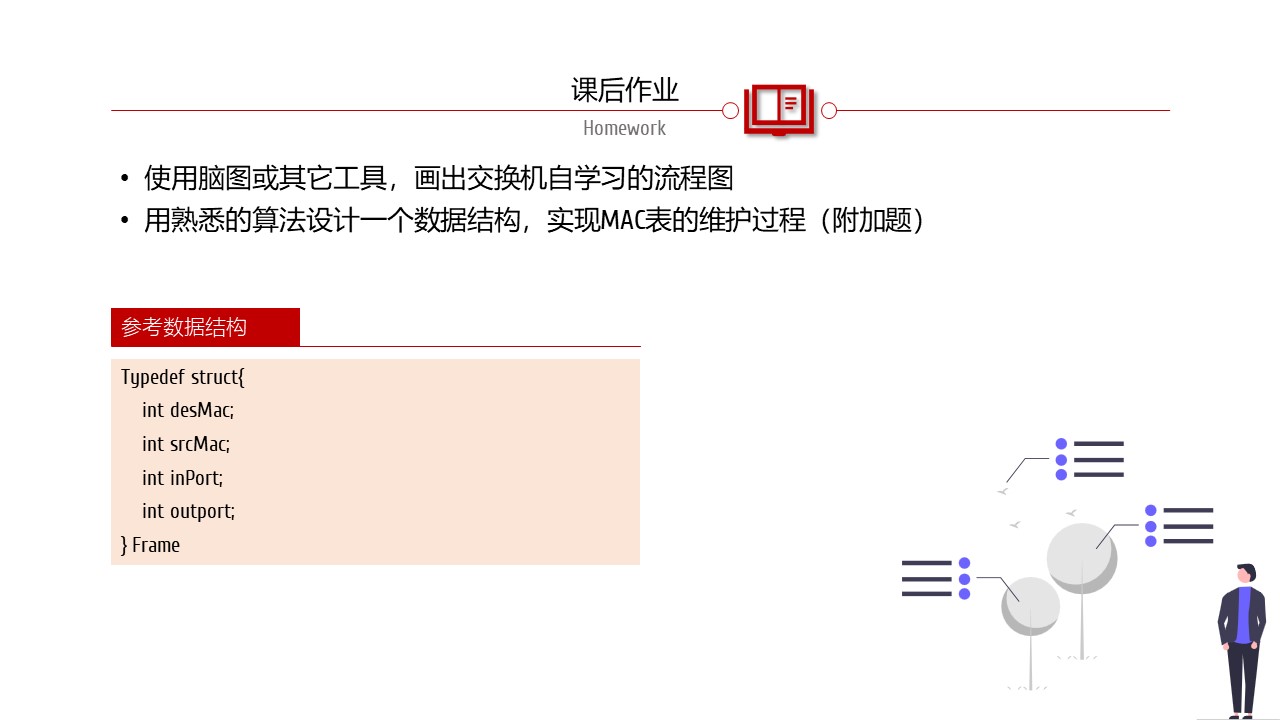 课后作业
Homework
• 使用脑图或其它工具，画出交换机自学习的流程图
• 用熟悉的算法设计一个数据结构，实现MAC表的维护过程（附加题）
参考数据结构
Typedef struct{
int desMac;
int srcMac;
int inPort;
int outport;
} Frame